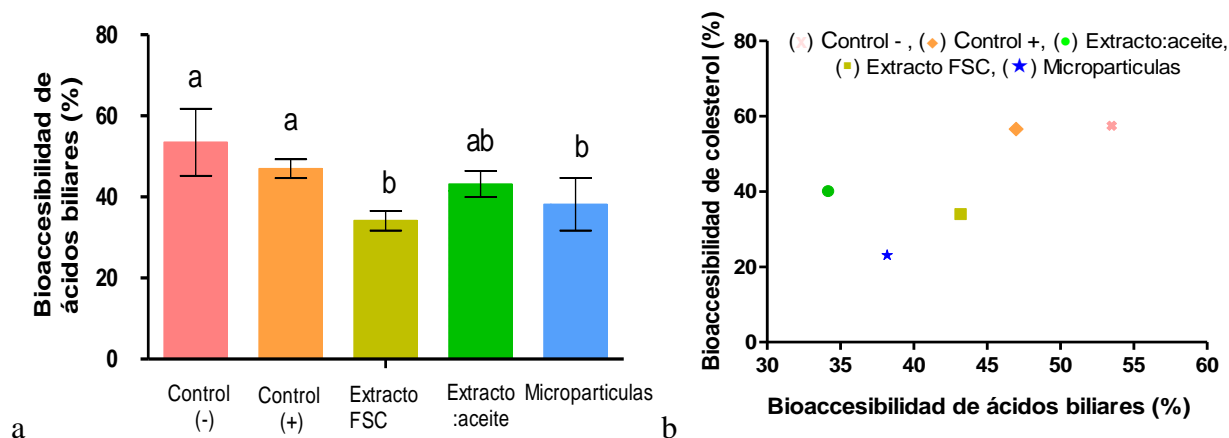 Bioaccesibilidad de
ácidos biliares (%)
80
60
40
20
0
a
a
b
ab
b
Control
(-)
Control
(+)
Extracto
FSC
Extracto
:aceite
Microparticulas
a
Bioaccesibilidad de colesterol (%)
80
60
40
20
0
(×) Control - , (◆) Control +, (●) Extracto:aceite,
(■) Extracto FSC, (★) Microparticulas
30 35 40 45 50 55 60
Bioaccesibilidad de ácidos biliares (%)
b